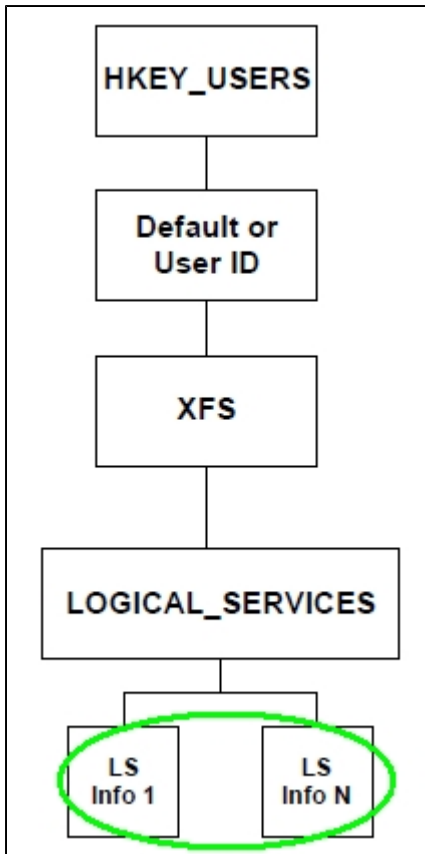 HKEY_USERS
Default or
User ID
XFS
LOGICAL_SERVICES
LS
Info 1
LS
Info N